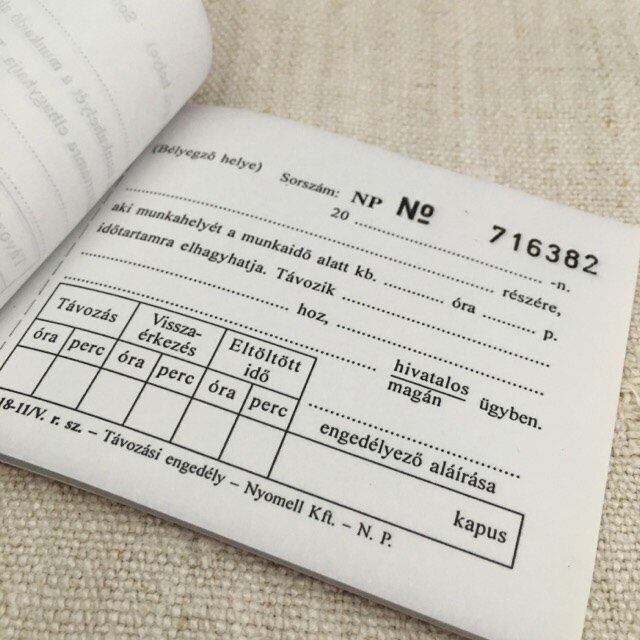 (Bélyegző helye) Sorszám: NP № 716382
20 ........................ -n.
........................ részére,
aki munkahelyét a munkaidő alatt kb. ........ óra ........ p.
időtartamra elhagyhatja. Távozik ........................
........................ hoz, ........................
........................ hivatalos
magán ügyben.
Távozás Vissza-
érkezés Eltöltött
idő
óra perc óra perc óra perc
........................
engedélyező aláírása
kapus
18-11/V. r. sz. – Távozási engedély – Nyomell Kft. – N. P.